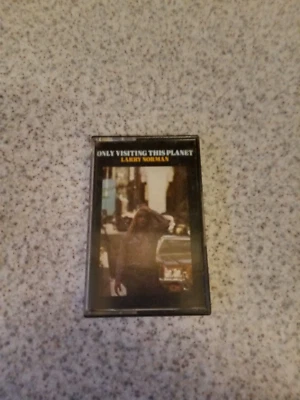 ONLY VISITING THIS PLANET
LARRY NORMAN